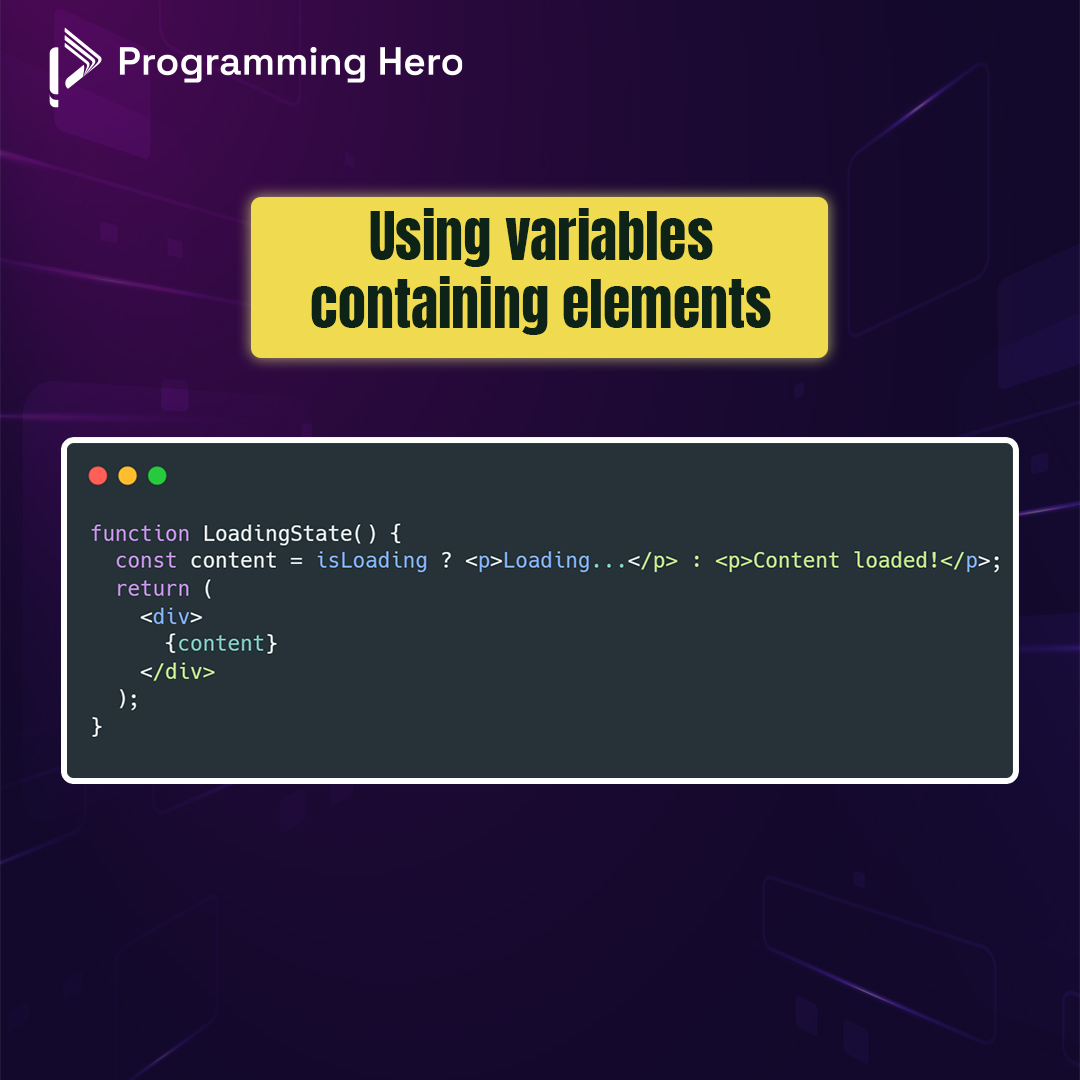 Programming Hero
Using variables
containing elements
function LoadingState() {
  const content = isLoading ? <p>Loading...</p> : <p>Content loaded!</p>;
  return (
    <div>
      {content}
    </div>
  );
}